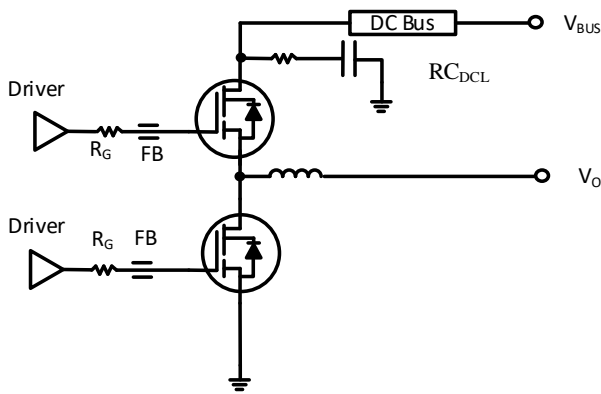 DC Bus
V_BUS
RC_DCL
Driver
R_G
FB
V_O
Driver
R_G
FB